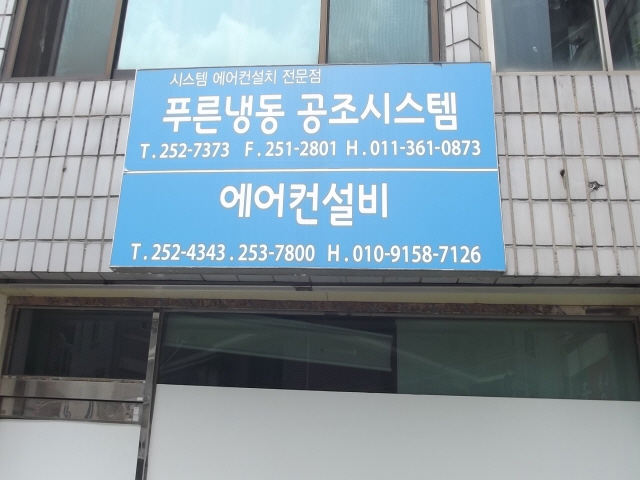 시스템 에어컨설치 전문점
푸른냉동 공조시스템
T. 252-7373 F. 251-2801 H. 011-361-0873
에어컨설비
T. 252-4343 . 253-7800 H. 010-9158-7126